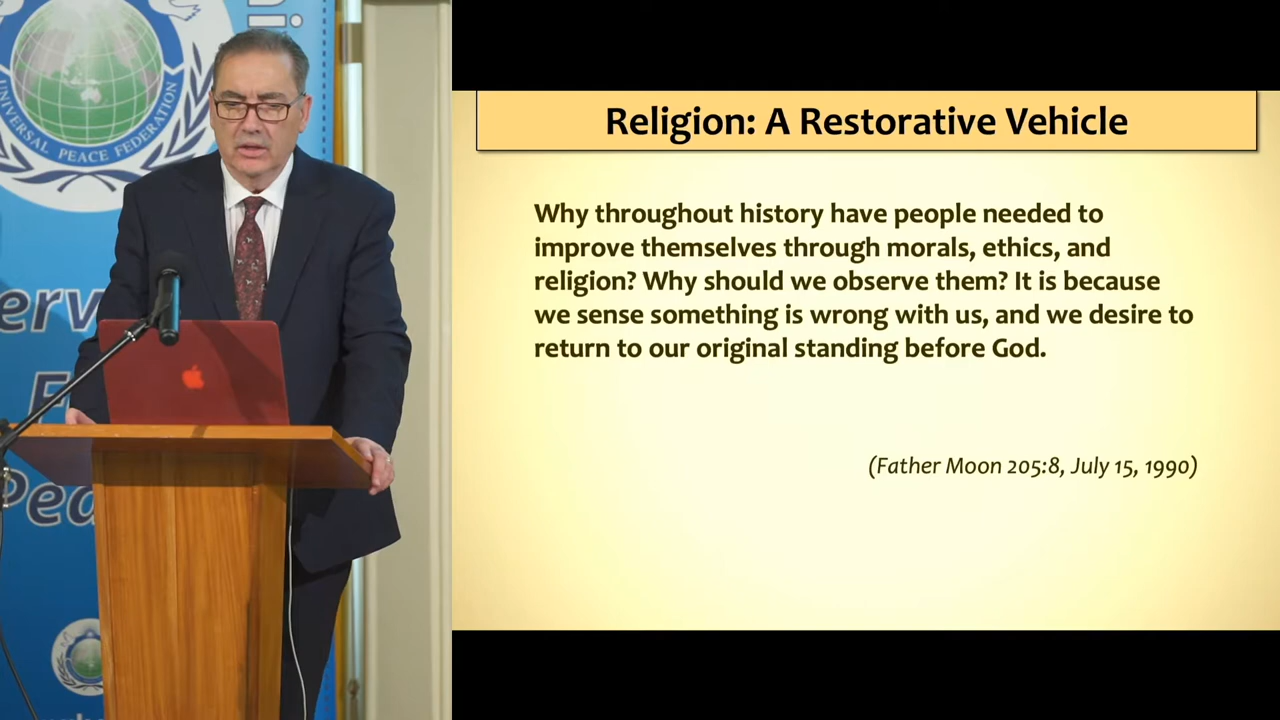 UNIVERSAL PEACE FEDERATION
Religion: A Restorative Vehicle
Why throughout history have people needed to
improve themselves through morals, ethics, and
religion? Why should we observe them? It is because
we sense something is wrong with us, and we desire to
return to our original standing before God.
(Father Moon 205:8, July 15, 1990)